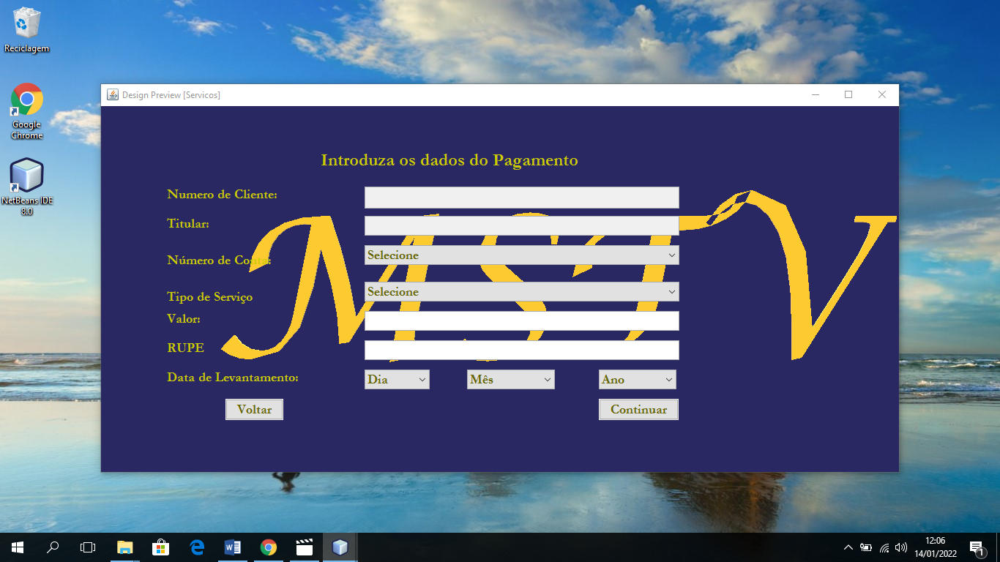 Reciclagem
Google
Chrome
NetBeans IDE
8.0
Design Preview [Servicos]
Introduza os dados do Pagamento
Numero de Cliente:
Titular:
Número de Conta:
Selecione
Tipo de Serviço
Selecione
Valor:
RUPE
Data de Levantamento:
Dia
Mês
Ano
Voltar
Continuar
MSTV
12:06
14/01/2022
1